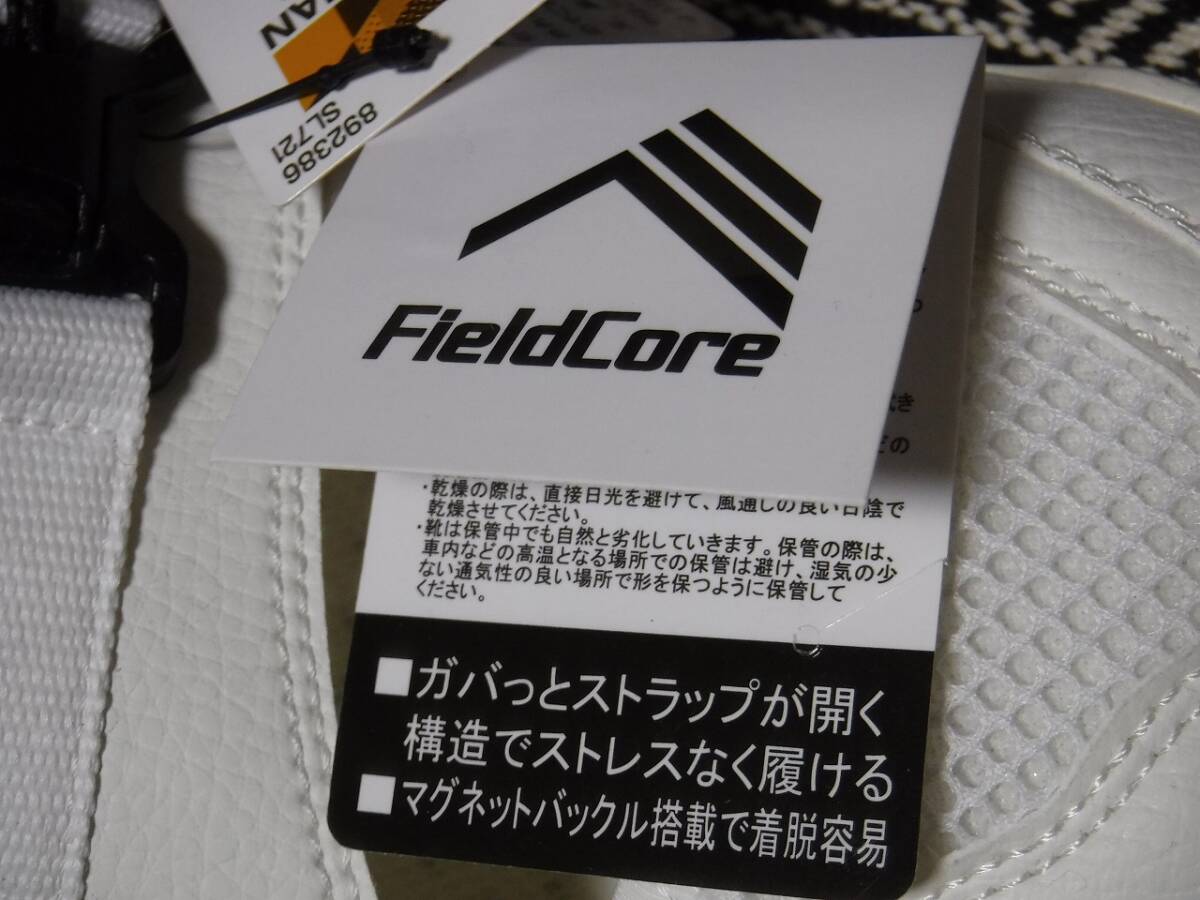 MAN
892386
SL721
FieldCore
き
の
・乾燥の際は、直接日光を避けて、風通しの良い日陰で
乾燥させてください。
・靴は保管中でも自然と劣化していきます。保管の際は、
車内などの高温となる場所での保管は避け、湿気の少
ない通気性の良い場所で形を保つように保管して
ください。
■ガバっとストラップが開く
構造でストレスなく履ける
■マグネットバックル搭載で着脱容易